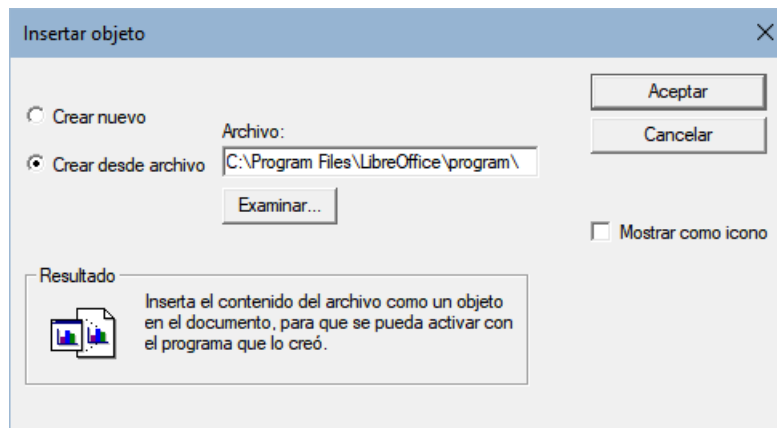 Insertar objeto
Crear nuevo
Crear desde archivo
Archivo:
C:\Program Files\LibreOffice\program\
Examinar...
Aceptar
Cancelar
Mostrar como icono
Resultado
Inserta el contenido del archivo como un objeto
en el documento, para que se pueda activar con
el programa que lo creó.